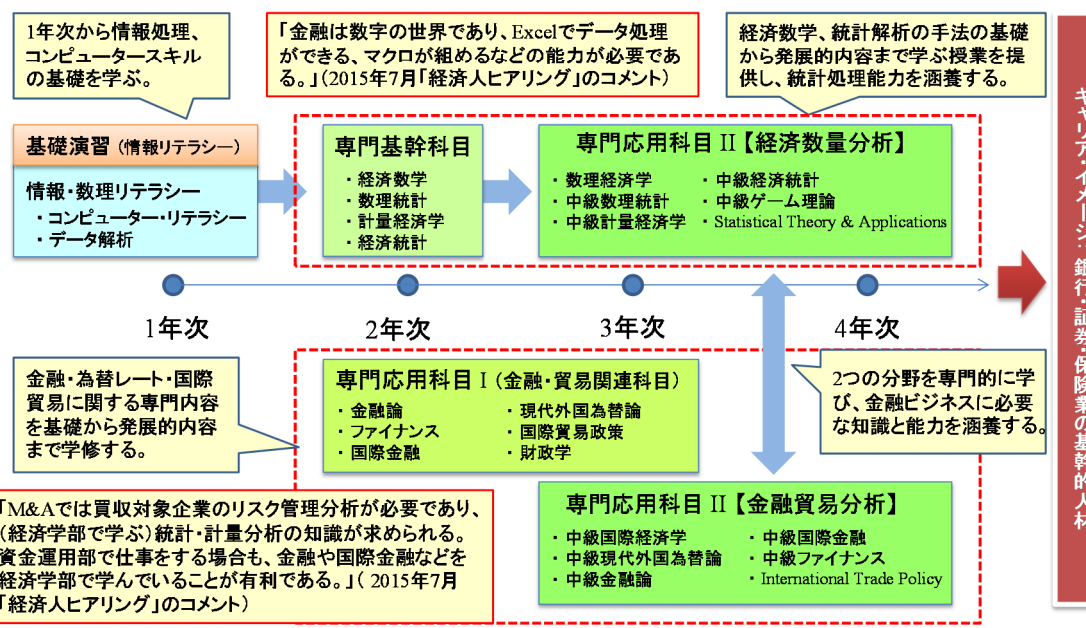 1年次から情報処理、
コンピュータースキル
の基礎を学ぶ。
「金融は数字の世界であり、Excelでデータ処理
ができる、マクロが組めるなどの能力が必要であ
る。」(2015年7月「経済人ヒアリング」のコメント)
経済数学、統計解析の手法の基礎
から発展的内容まで学ぶ授業を提
供し、統計処理能力を涵養する。
基礎演習 (情報リテラシー)
情報・数理リテラシー
・コンピューター・リテラシー
・データ解析
専門基幹科目
・経済数学
・数理統計
・計量経済学
・経済統計
専門応用科目 II 【経済数量分析】
・数理経済学
・中級数理統計
・中級計量経済学
・中級経済統計
・中級ゲーム理論
・Statistical Theory & Applications
1年次
2年次
3年次
4年次
金融・為替レート・国際
貿易に関する専門内容
を基礎から発展的内容
まで学修する。
専門応用科目 I (金融・貿易関連科目)
・金融論
・ファイナンス
・国際金融
・現代外国為替論
・国際貿易政策
・財政学
2つの分野を専門的に学
び、金融ビジネスに必要
な知識と能力を涵養する。
「M&Aでは買収対象企業のリスク管理分析が必要であり、
(経済学部で学ぶ)統計・計量分析の知識が求められる。
資金運用部で仕事をする場合も、金融や国際金融などを
経済学部で学んでいることが有利である。」( 2015年7月
「経済人ヒアリング」のコメント)
専門応用科目 II 【金融貿易分析】
・中級国際経済学
・中級現代外国為替論
・中級金融論
・中級国際金融
・中級ファイナンス
・International Trade Policy
キャリア・イメージ:銀行・証券・保険業の基幹的人材